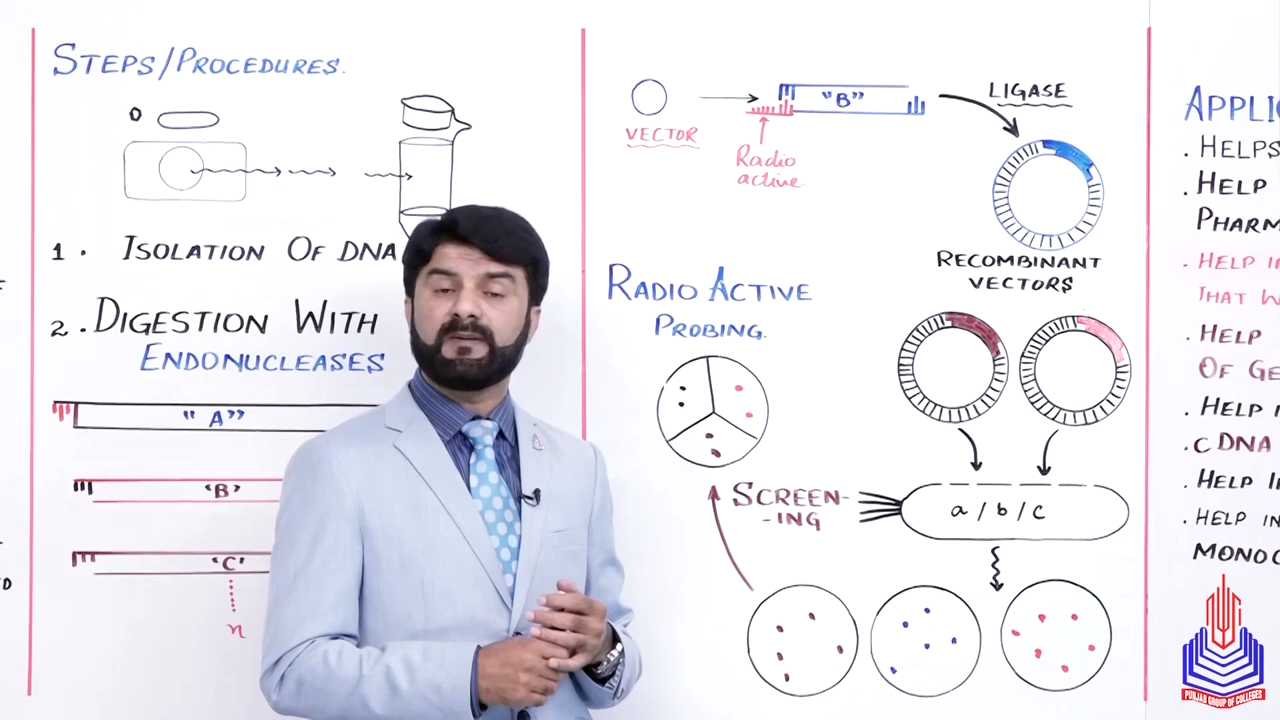 STEPS/PROCEDURES.
1. ISOLATION OF DNA
2. DIGESTION WITH
ENDONUCLEASES
"A"
'B'
'C'
n
VECTOR
"B"
Radio
active.
LIGASE
RECOMBINANT
VECTORS
RADIO ACTIVE
PROBING.
SCREEN-
-ING
a / b / c
APPLIC
. HELPS
. HELP
PHARM
. HELP IN
THAT W
. HELP
OF GE
. HELP IN
. CDNA
. HELP IN
. HELP IN
MONOC
PUNJAB GROUP OF COLLEGES